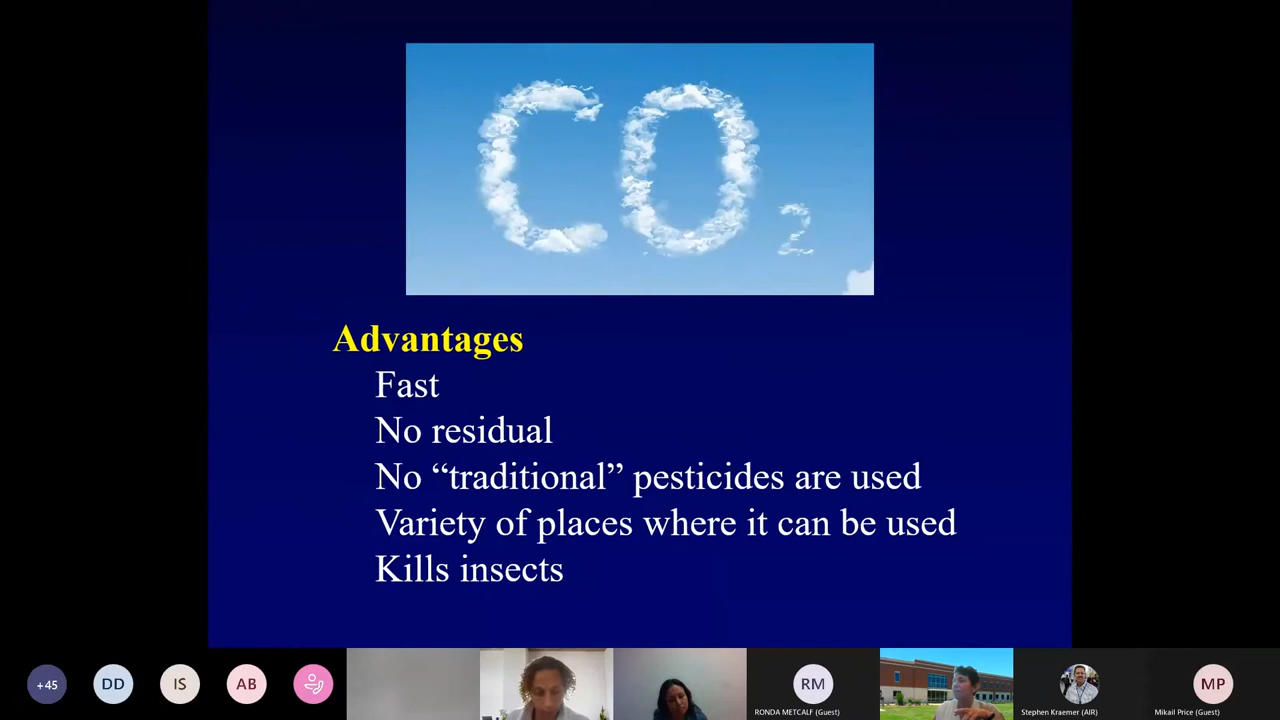 CO2
Advantages
Fast
No residual
No “traditional” pesticides are used
Variety of places where it can be used
Kills insects
+45
DD
IS
AB
RM
MP
RONDA METCALF (Guest)
Stephen Kraemer (AIR)
Mikail Price (Guest)